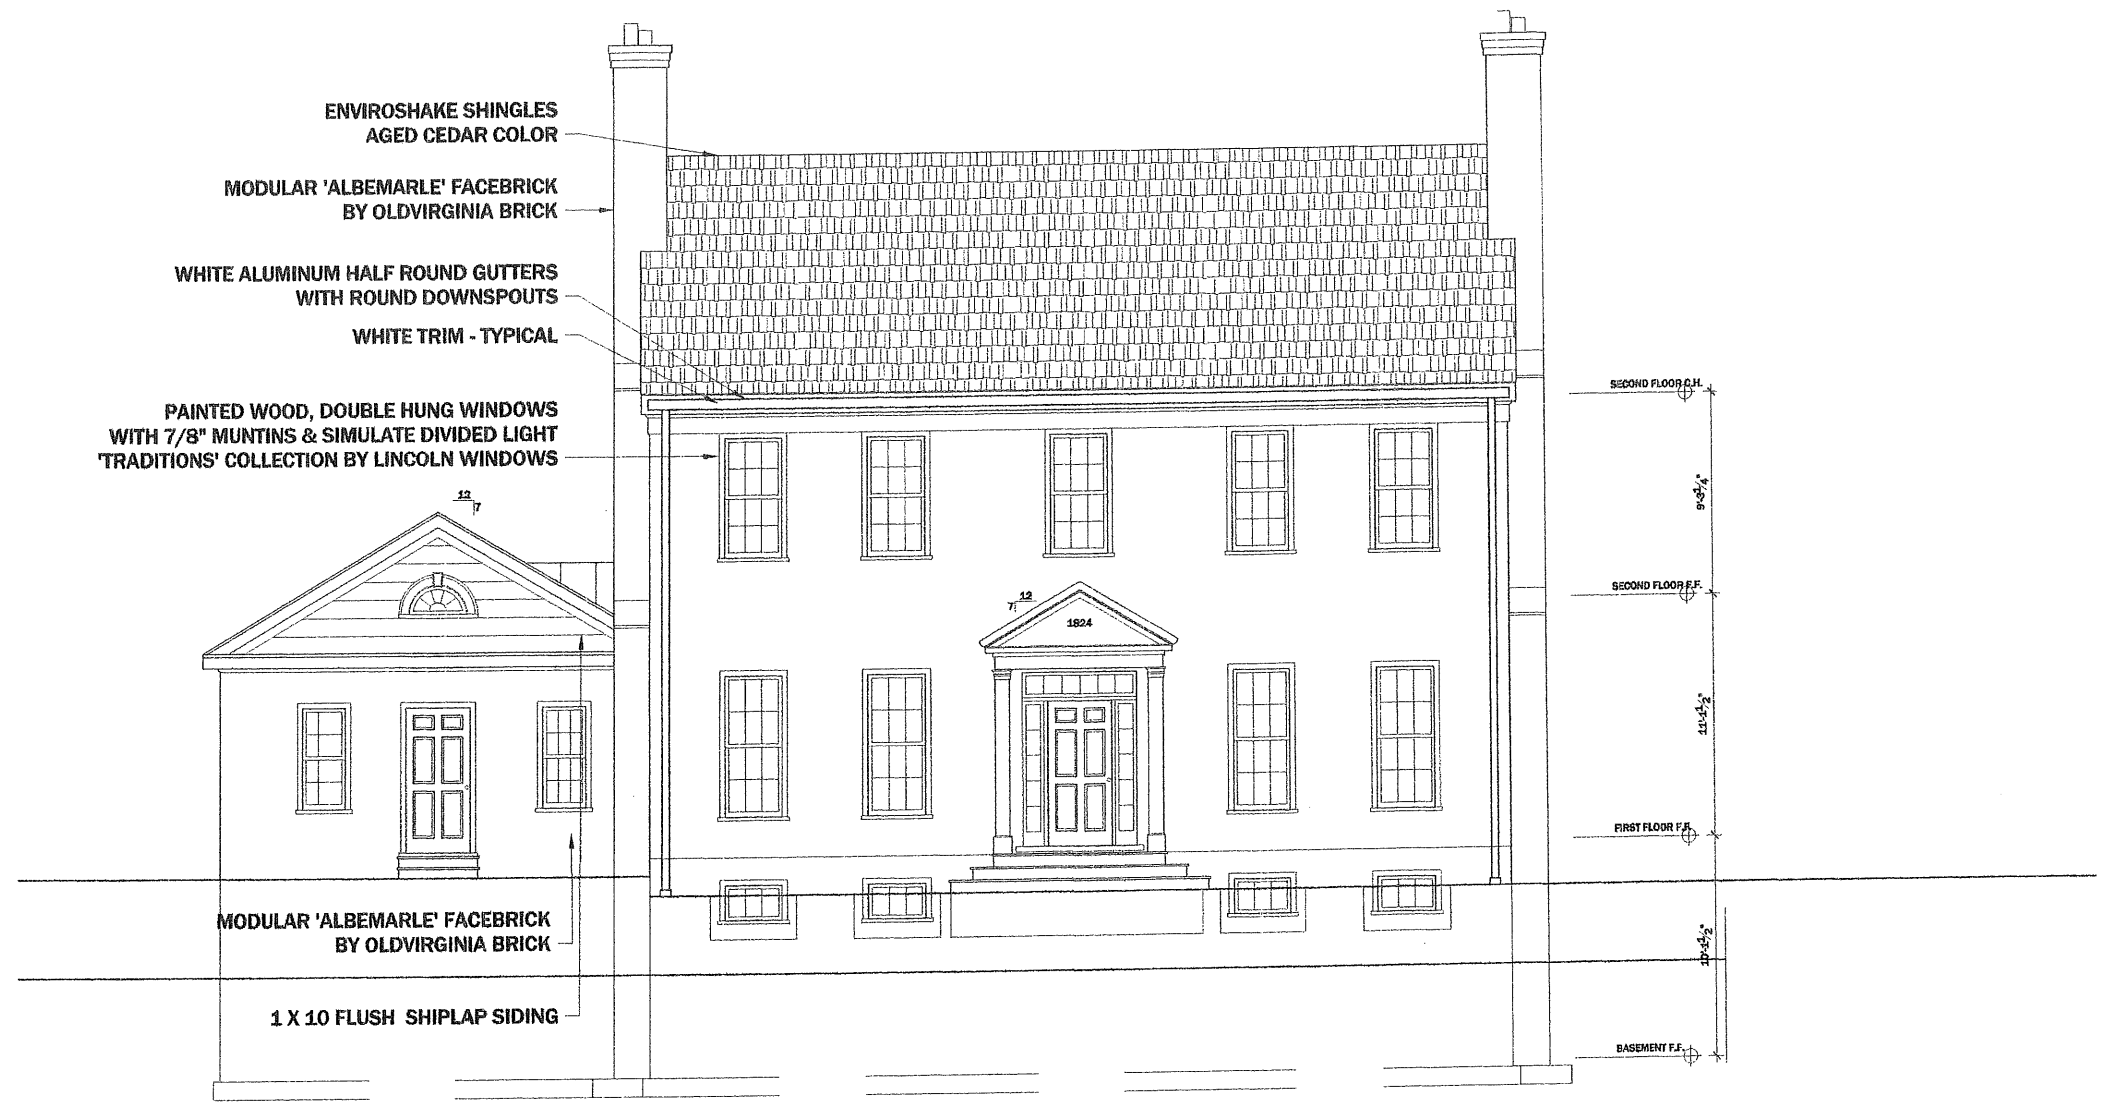 ENVIROSHAKE SHINGLES
AGED CEDAR COLOR
MODULAR 'ALBEMARLE' FACEBRICK
BY OLDVIRGINIA BRICK
WHITE ALUMINUM HALF ROUND GUTTERS
WITH ROUND DOWNSPOUTS
WHITE TRIM - TYPICAL
PAINTED WOOD, DOUBLE HUNG WINDOWS
WITH 7/8" MUNTINS & SIMULATE DIVIDED LIGHT
'TRADITIONS' COLLECTION BY LINCOLN WINDOWS
12
7
12
7
1824
MODULAR 'ALBEMARLE' FACEBRICK
BY OLDVIRGINIA BRICK
1 X 10 FLUSH SHIPLAP SIDING
SECOND FLOOR C.H.
9'-3 1/4"
SECOND FLOOR F.F.
11'-1 1/2"
FIRST FLOOR F.F.
10'-1 1/2"
BASEMENT F.F.